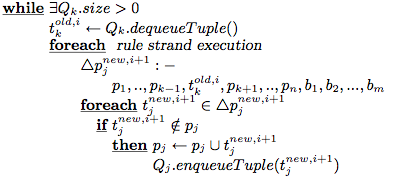 while ∃Q_k.size > 0
t_k^{old,i} ← Q_k.dequeueTuple()
foreach rule strand execution
△p_j^{new,i+1} : −
p_1, .., p_{k−1}, t_k^{old,i}, p_{k+1}, .., p_n, b_1, b_2, ..., b_m
foreach t_j^{new,i+1} ∈ △p_j^{new,i+1}
if t_j^{new,i+1} ∉ p_j
then p_j ← p_j ∪ t_j^{new,i+1}
Q_j.enqueueTuple(t_j^{new,i+1})